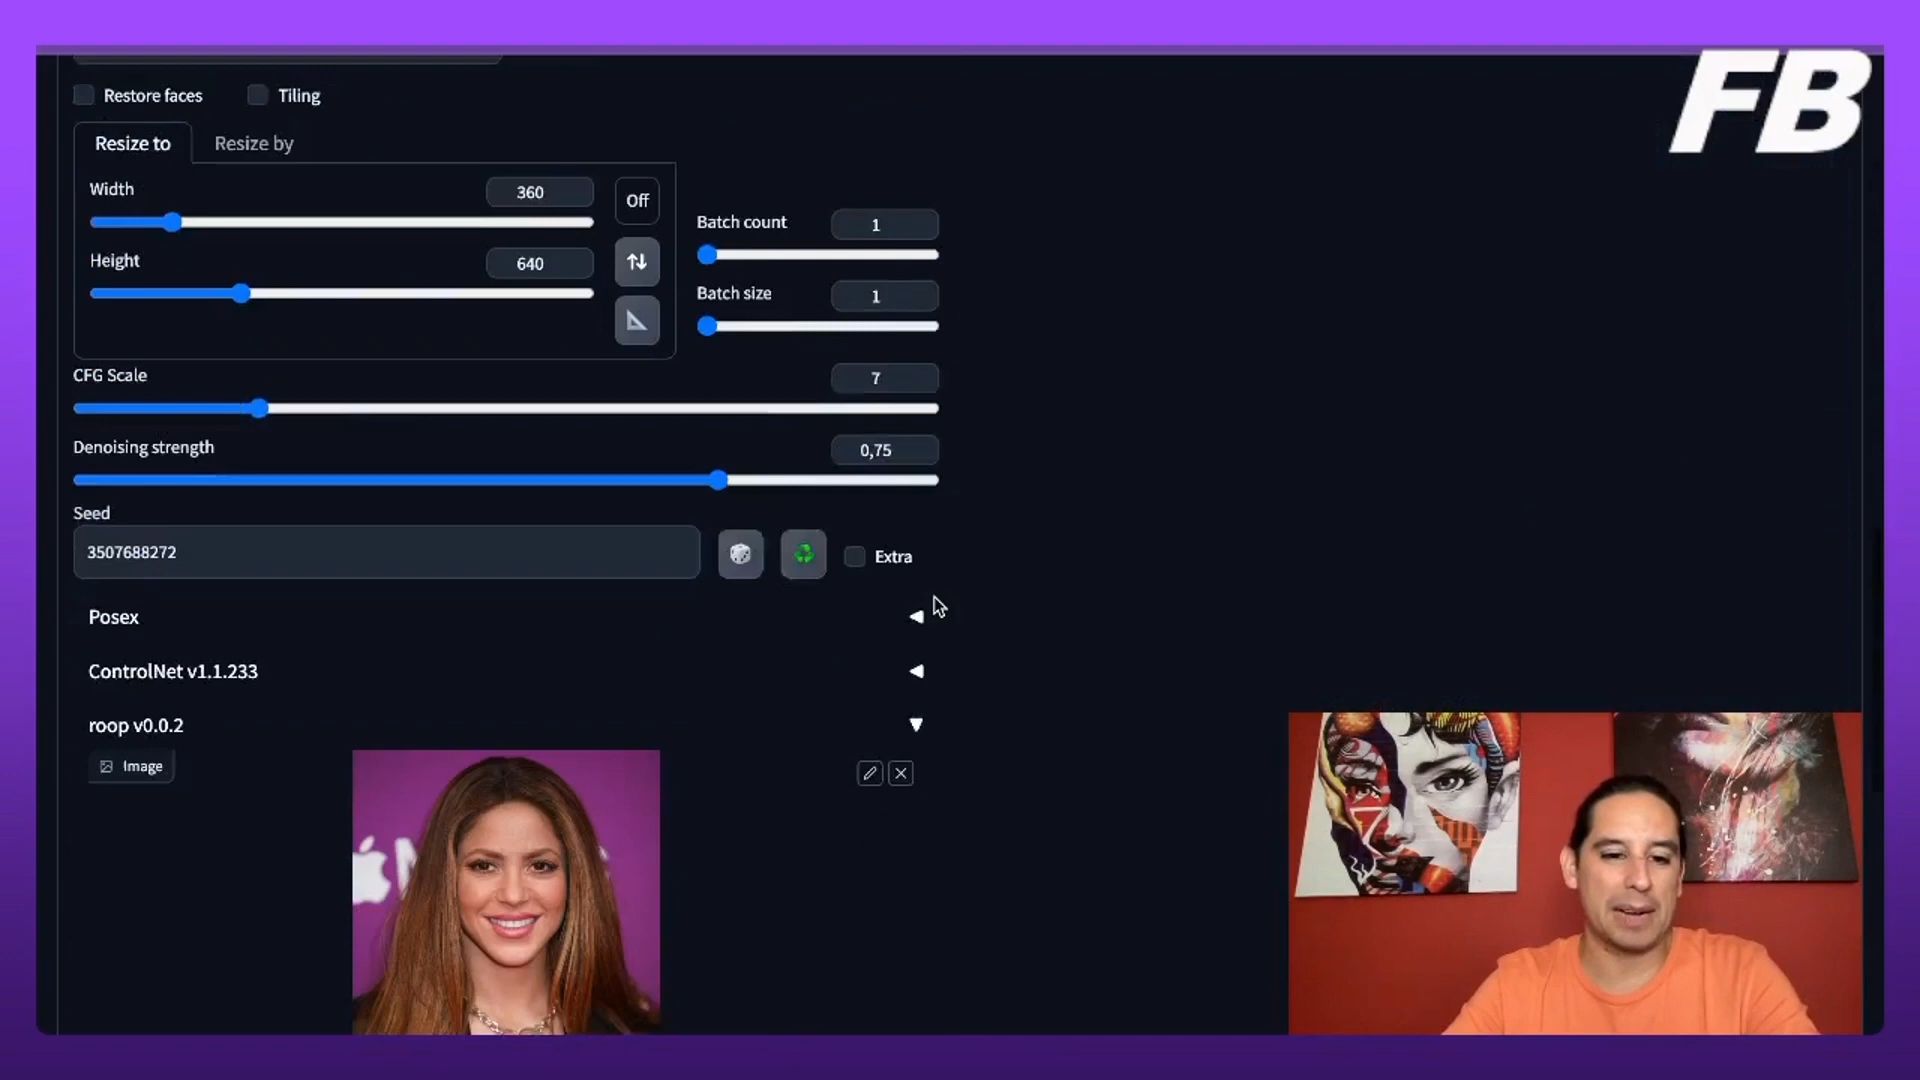 FB
Restore faces
Tiling
Resize to
Resize by
Width
360
Off
Height
640
Batch count
1
Batch size
1
CFG Scale
7
Denoising strength
0,75
Seed
3507688272
Extra
Posex
ControlNet v1.1.233
roop v0.0.2
Image